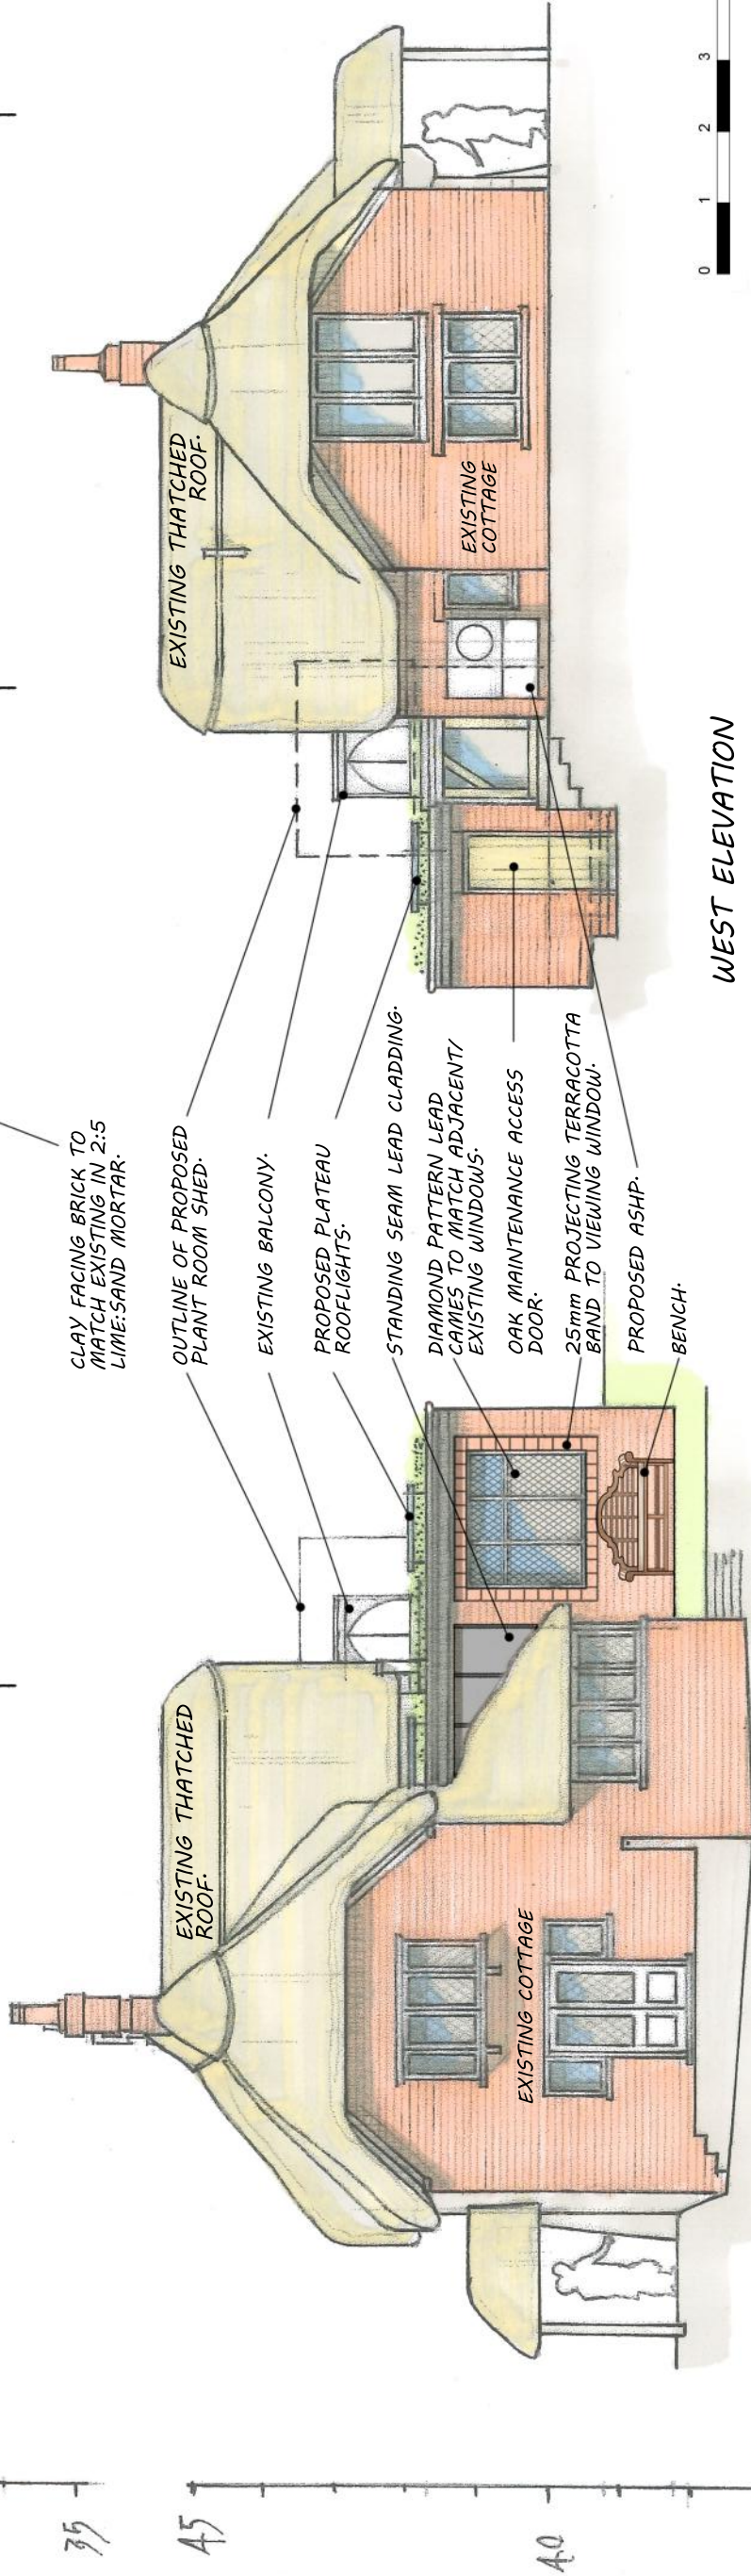 35
45
40
EXISTING THATCHED
ROOF.
EXISTING COTTAGE
CLAY FACING BRICK TO
MATCH EXISTING IN 2:5
LIME:SAND MORTAR.
OUTLINE OF PROPOSED
PLANT ROOM SHED.
EXISTING BALCONY.
PROPOSED PLATEAU
ROOFLIGHTS.
STANDING SEAM LEAD CLADDING.
DIAMOND PATTERN LEAD
CAMES TO MATCH ADJACENT/
EXISTING WINDOWS.
OAK MAINTENANCE ACCESS
DOOR.
25mm PROJECTING TERRACOTTA
BAND TO VIEWING WINDOW.
PROPOSED ASHP.
BENCH.
EXISTING THATCHED
ROOF.
EXISTING
COTTAGE
WEST ELEVATION
0 1 2 3